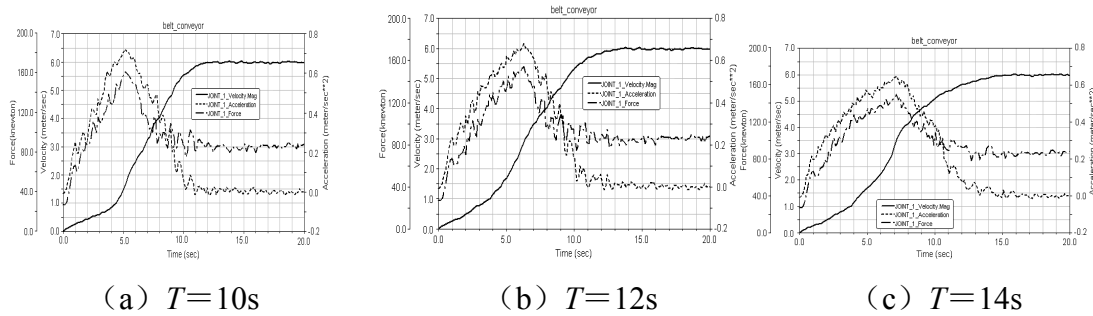 belt_conveyor
Force(knewton)
200.0
160.0
120.0
80.0
40.0
0.0
Velocity (meter/sec)
7.0
6.0
5.0
4.0
3.0
2.0
1.0
0.0
JOINT_1_Velocity.Mag
JOINT_1_Acceleration
JOINT_1_Force
Acceleration (meter/sec**2)
0.8
0.6
0.4
0.2
0.0
-0.2
0.0 5.0 10.0 15.0 20.0
Time (sec)
(a) T=10s
belt_conveyor
Force(knewton)
200.0
160.0
120.0
80.0
40.0
0.0
Velocity (meter/sec)
7.0
6.0
5.0
4.0
3.0
2.0
1.0
0.0
JOINT_1_Velocity.Mag
JOINT_1_Acceleration
JOINT_1_Force
Acceleration (meter/sec**2)
0.8
0.6
0.4
0.2
0.0
-0.2
0.0 5.0 10.0 15.0 20.0
Time (sec)
(b) T=12s
belt_conveyor
Force(knewton)
200.0
160.0
120.0
80.0
40.0
0.0
Velocity (meter/sec)
7.0
6.0
5.0
4.0
3.0
2.0
1.0
0.0
JOINT_1_Velocity.Mag
JOINT_1_Acceleration
JOINT_1_Force
Acceleration (meter/sec**2)
0.8
0.6
0.4
0.2
0.0
-0.2
0.0 5.0 10.0 15.0 20.0
Time (sec)
(c) T=14s